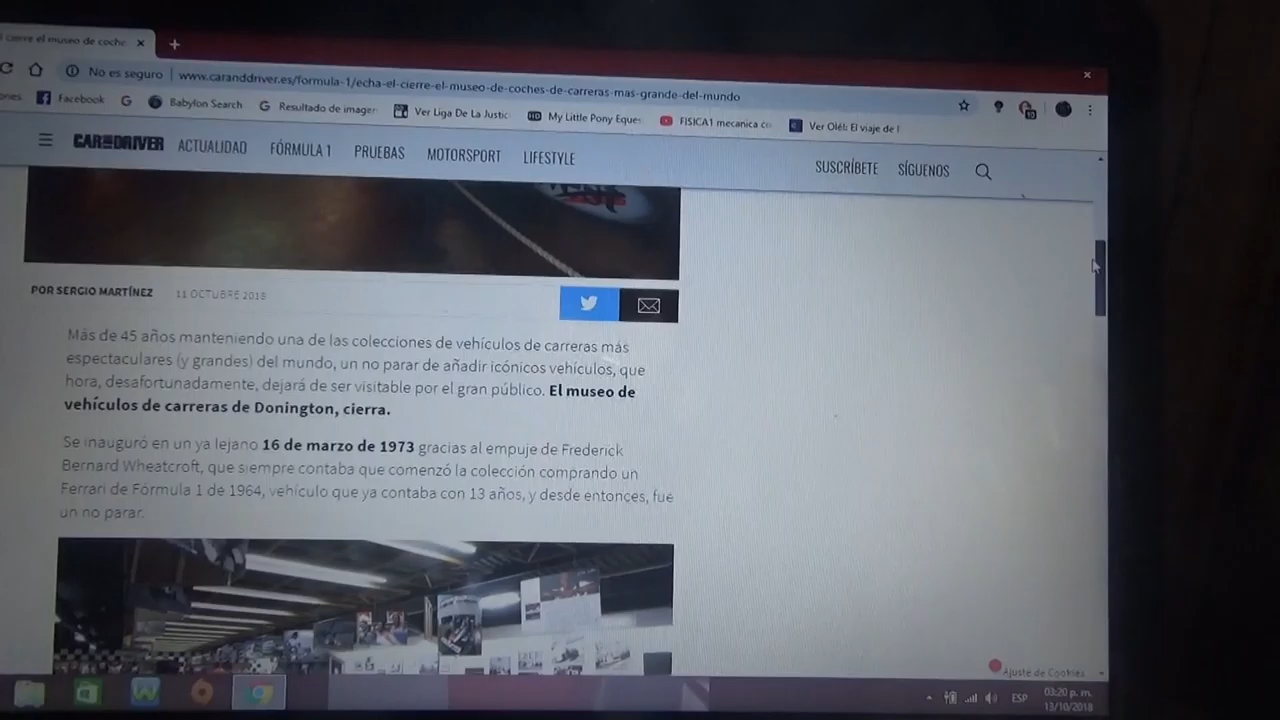 cierre el museo de coche
No es seguro www.caranddriver.es/formula-1/echa-el-cierre-el-museo-de-coches-de-carreras-mas-grande-del-mundo
ones Facebook Babylon Search Resultado de imager Ver Liga De La Justic My Little Pony Eques FISICA1 mecanica c Ver Olé!: El viaje de
CAR AND DRIVER ACTUALIDAD FÓRMULA 1 PRUEBAS MOTORSPORT LIFESTYLE SUSCRÍBETE SÍGUENOS
POR SERGIO MARTÍNEZ 11 OCTUBRE 2018
Más de 45 años manteniendo una de las colecciones de vehículos de carreras más
espectaculares (y grandes) del mundo, un no parar de añadir icónicos vehículos, que
hora, desafortunadamente, dejará de ser visitable por el gran público. El museo de
vehículos de carreras de Donington, cierra.
Se inauguró en un ya lejano 16 de marzo de 1973 gracias al empuje de Frederick
Bernard Wheatcroft, que siempre contaba que comenzó la colección comprando un
Ferrari de Fórmula 1 de 1964, vehículo que ya contaba con 13 años, y desde entonces, fue
un no parar.
Ajuste de Cookies
ESP 03:20 p. m.
13/10/2018